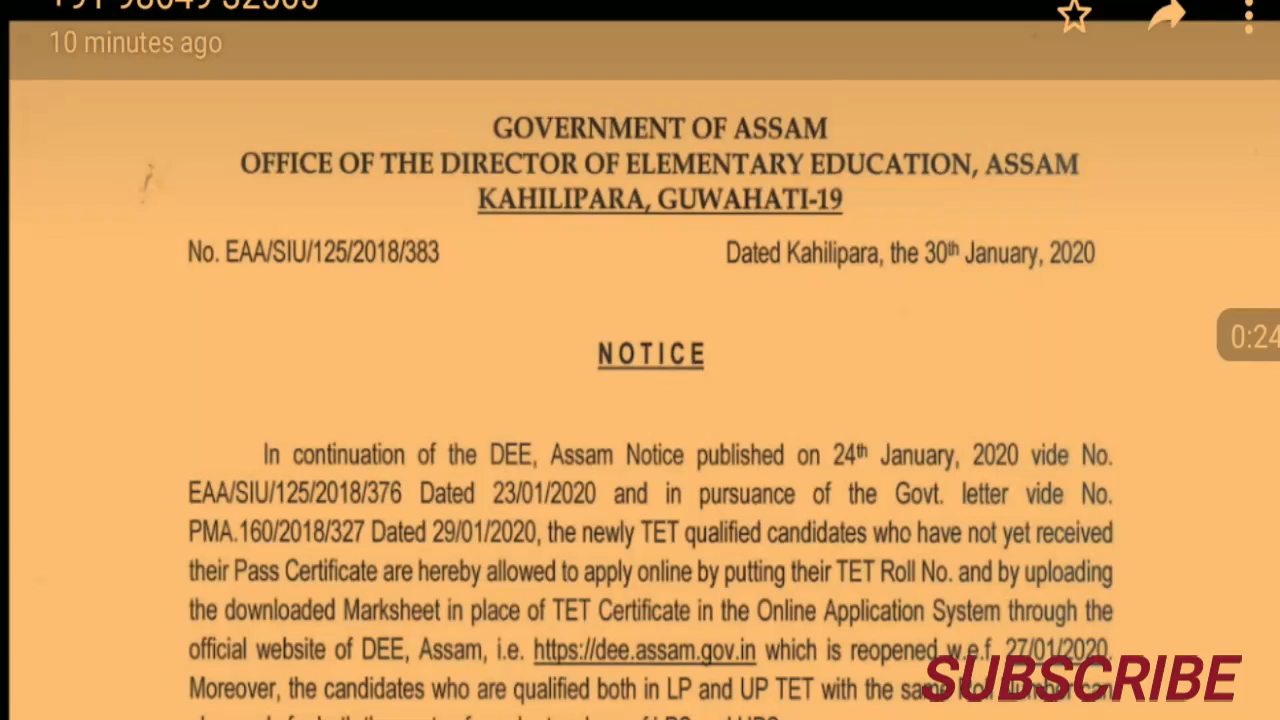 10 minutes ago
GOVERNMENT OF ASSAM
OFFICE OF THE DIRECTOR OF ELEMENTARY EDUCATION, ASSAM
KAHILIPARA, GUWAHATI-19
No. EAA/SIU/125/2018/383 Dated Kahilipara, the 30th January, 2020
0:24
NOTICE
In continuation of the DEE, Assam Notice published on 24th January, 2020 vide No.
EAA/SIU/125/2018/376 Dated 23/01/2020 and in pursuance of the Govt. letter vide No.
PMA.160/2018/327 Dated 29/01/2020, the newly TET qualified candidates who have not yet received
their Pass Certificate are hereby allowed to apply online by putting their TET Roll No. and by uploading
the downloaded Marksheet in place of TET Certificate in the Online Application System through the
official website of DEE, Assam, i.e. https://dee.assam.gov.in which is reopened w.e.f. 27/01/2020.
Moreover, the candidates who are qualified both in LP and UP TET with the same
SUBSCRIBE